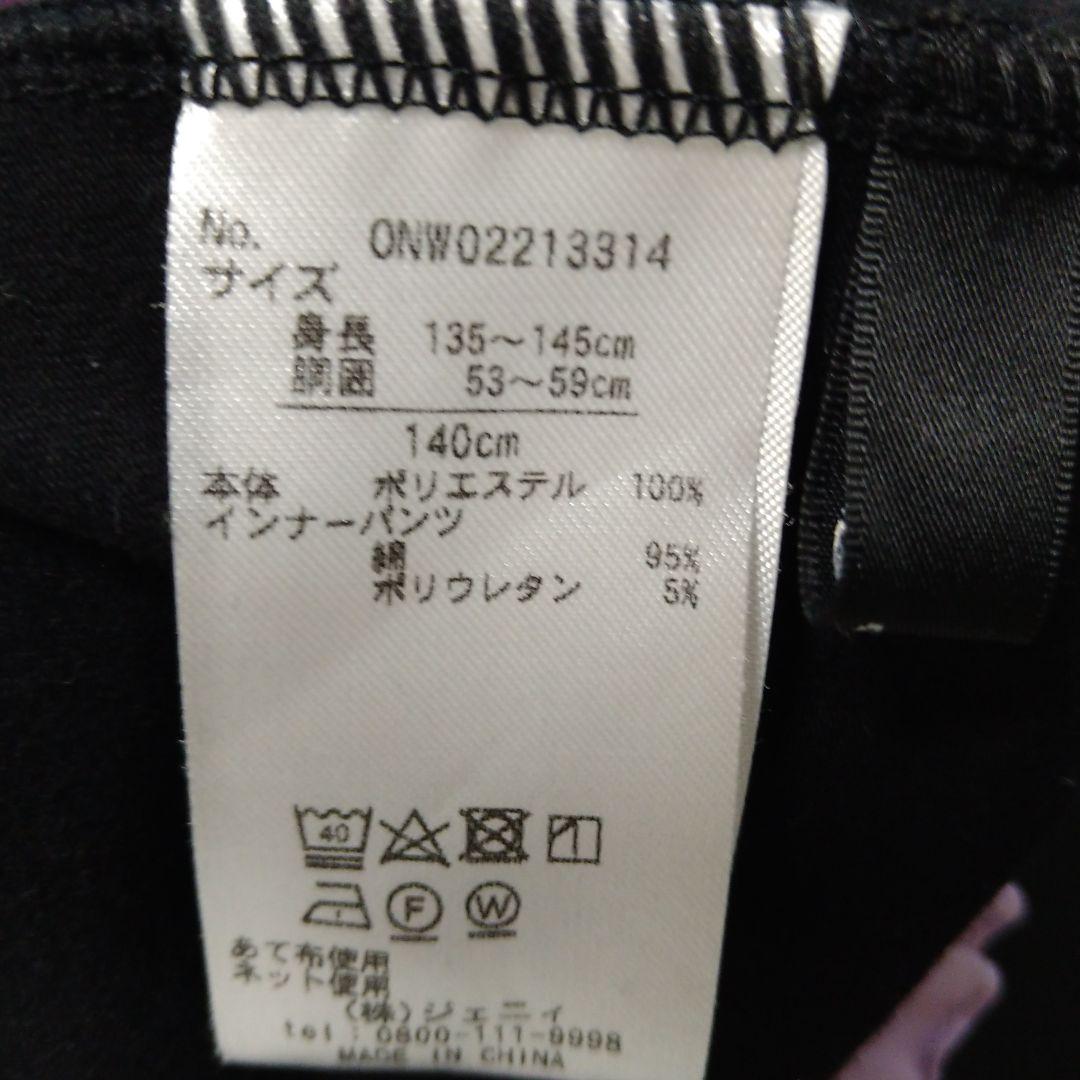 No. ONW02213314
サイズ
身長 135～145cm
胴囲 53～59cm
140cm
本体 ポリエステル 100%
インナーパンツ
綿 95%
ポリウレタン 5%
40
F W
あて布使用
ネット使用
(株)ジェニィ
tel：0800-111-9998
MADE IN CHINA